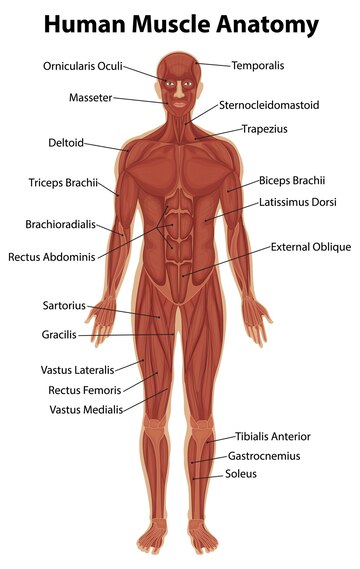 Human Muscle Anatomy
Ornicularis Oculi
Temporalis
Masseter
Sternocleidomastoid
Trapezius
Deltoid
Triceps Brachii
Biceps Brachii
Latissimus Dorsi
Brachioradialis
External Oblique
Rectus Abdominis
Sartorius
Gracilis
Vastus Lateralis
Rectus Femoris
Vastus Medialis
Tibialis Anterior
Gastrocnemius
Soleus